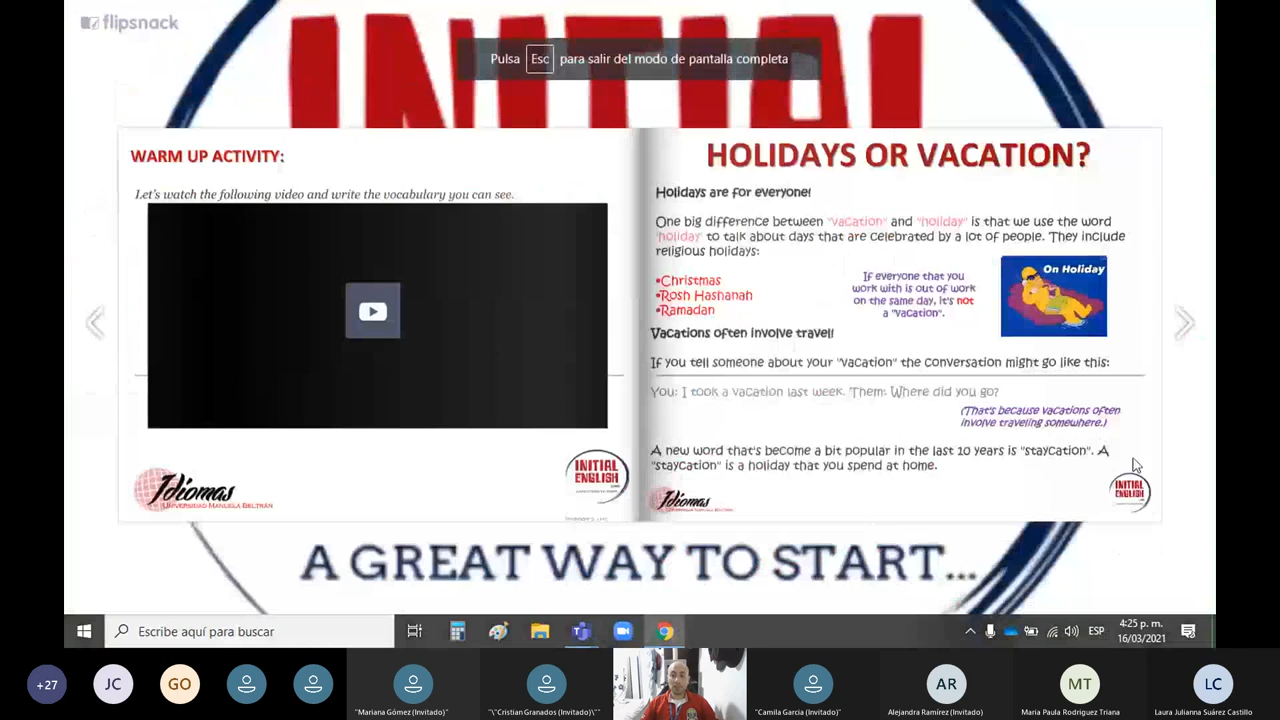 flipsnack
INITIAL
Pulsa Esc para salir del modo de pantalla completa
WARM UP ACTIVITY:
Let's watch the following video and write the vocabulary you can see.
Idiomas
UNIVERSIDAD MANUELA BELTRÁN
INITIAL
ENGLISH
HOLIDAYS OR VACATION?
Holidays are for everyone!
One big difference between "vacation" and "holiday" is that we use the word
"holiday" to talk about days that are celebrated by a lot of people. They include
religious holidays:
•Christmas
•Rosh Hashanah
•Ramadan
If everyone that you
work with is out of work
on the same day, it's not
a "vacation".
On Holiday
Vacations often involve travel!
If you tell someone about your "vacation" the conversation might go like this:
You: I took a vacation last week. Them: Where did you go?
(That's because vacations often
involve traveling somewhere.)
A new word that's become a bit popular in the last 10 years is "staycation". A
"staycation" is a holiday that you spend at home.
Idiomas
INITIAL
ENGLISH
A GREAT WAY TO START...
Escribe aquí para buscar
ESP
4:25 p. m.
16/03/2021
+27
JC
GO
"Mariana Gómez (Invitado)"
"\"Cristian Granados (Invitado)\""
"Camila García (Invitado)"
AR
Alejandra Ramírez (Invitado)
MT
Maria Paula Rodriguez Triana
LC
Laura Julianna Suárez Castillo